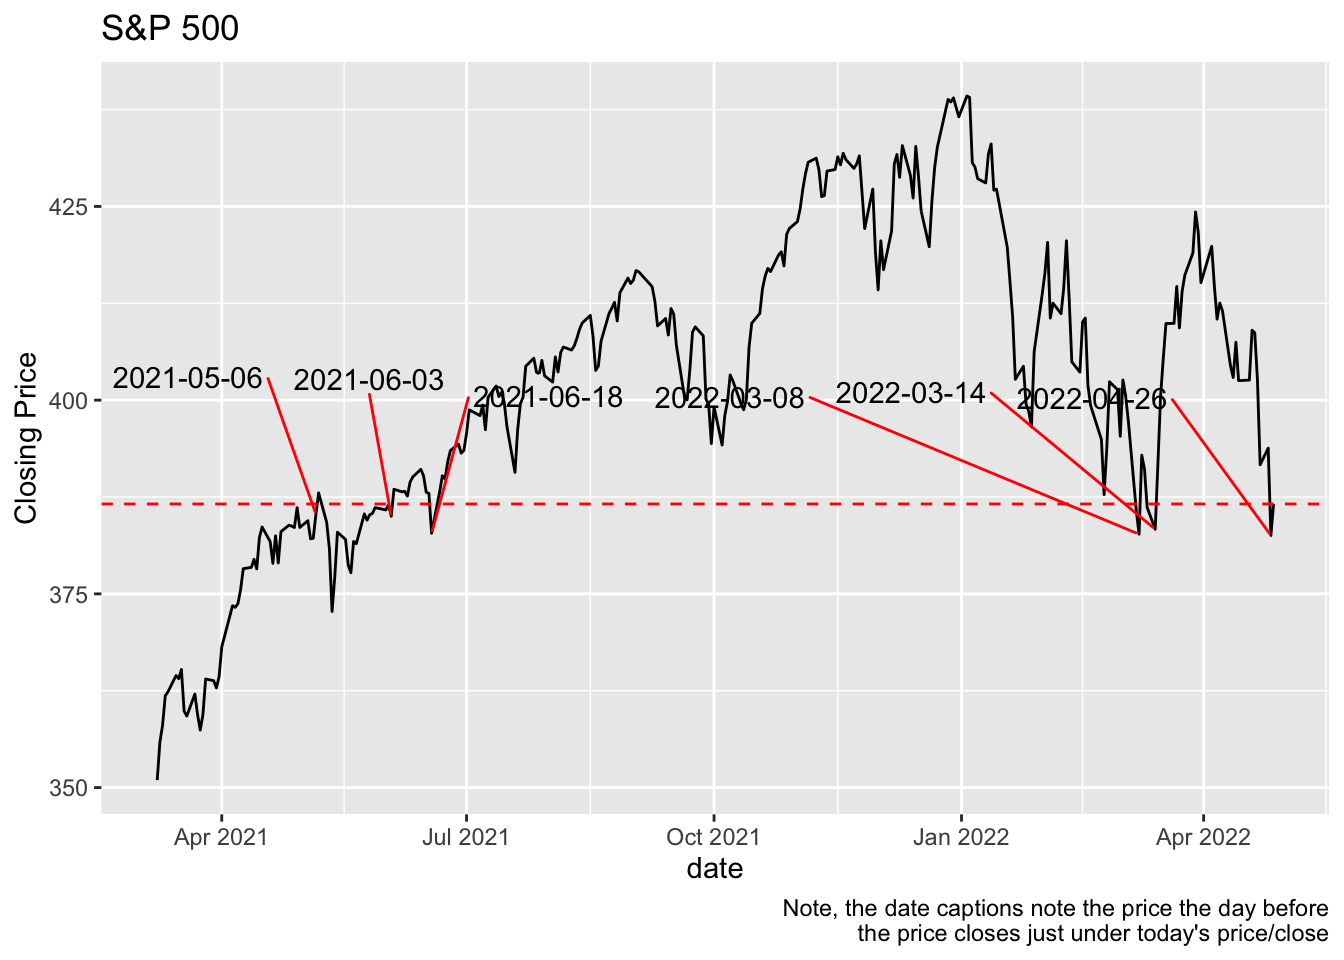 S&P 500
Closing Price
425
400
375
350
2021-05-06
2021-06-03
2021-06-18
2022-03-08
2022-03-14
2022-04-26
Apr 2021
Jul 2021
Oct 2021
Jan 2022
Apr 2022
date
Note, the date captions note the price the day before
the price closes just under today's price/close